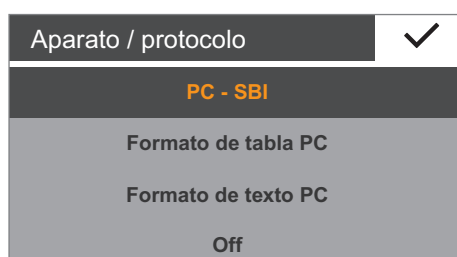 Aparato / protocolo
PC - SBI
Formato de tabla PC
Formato de texto PC
Off